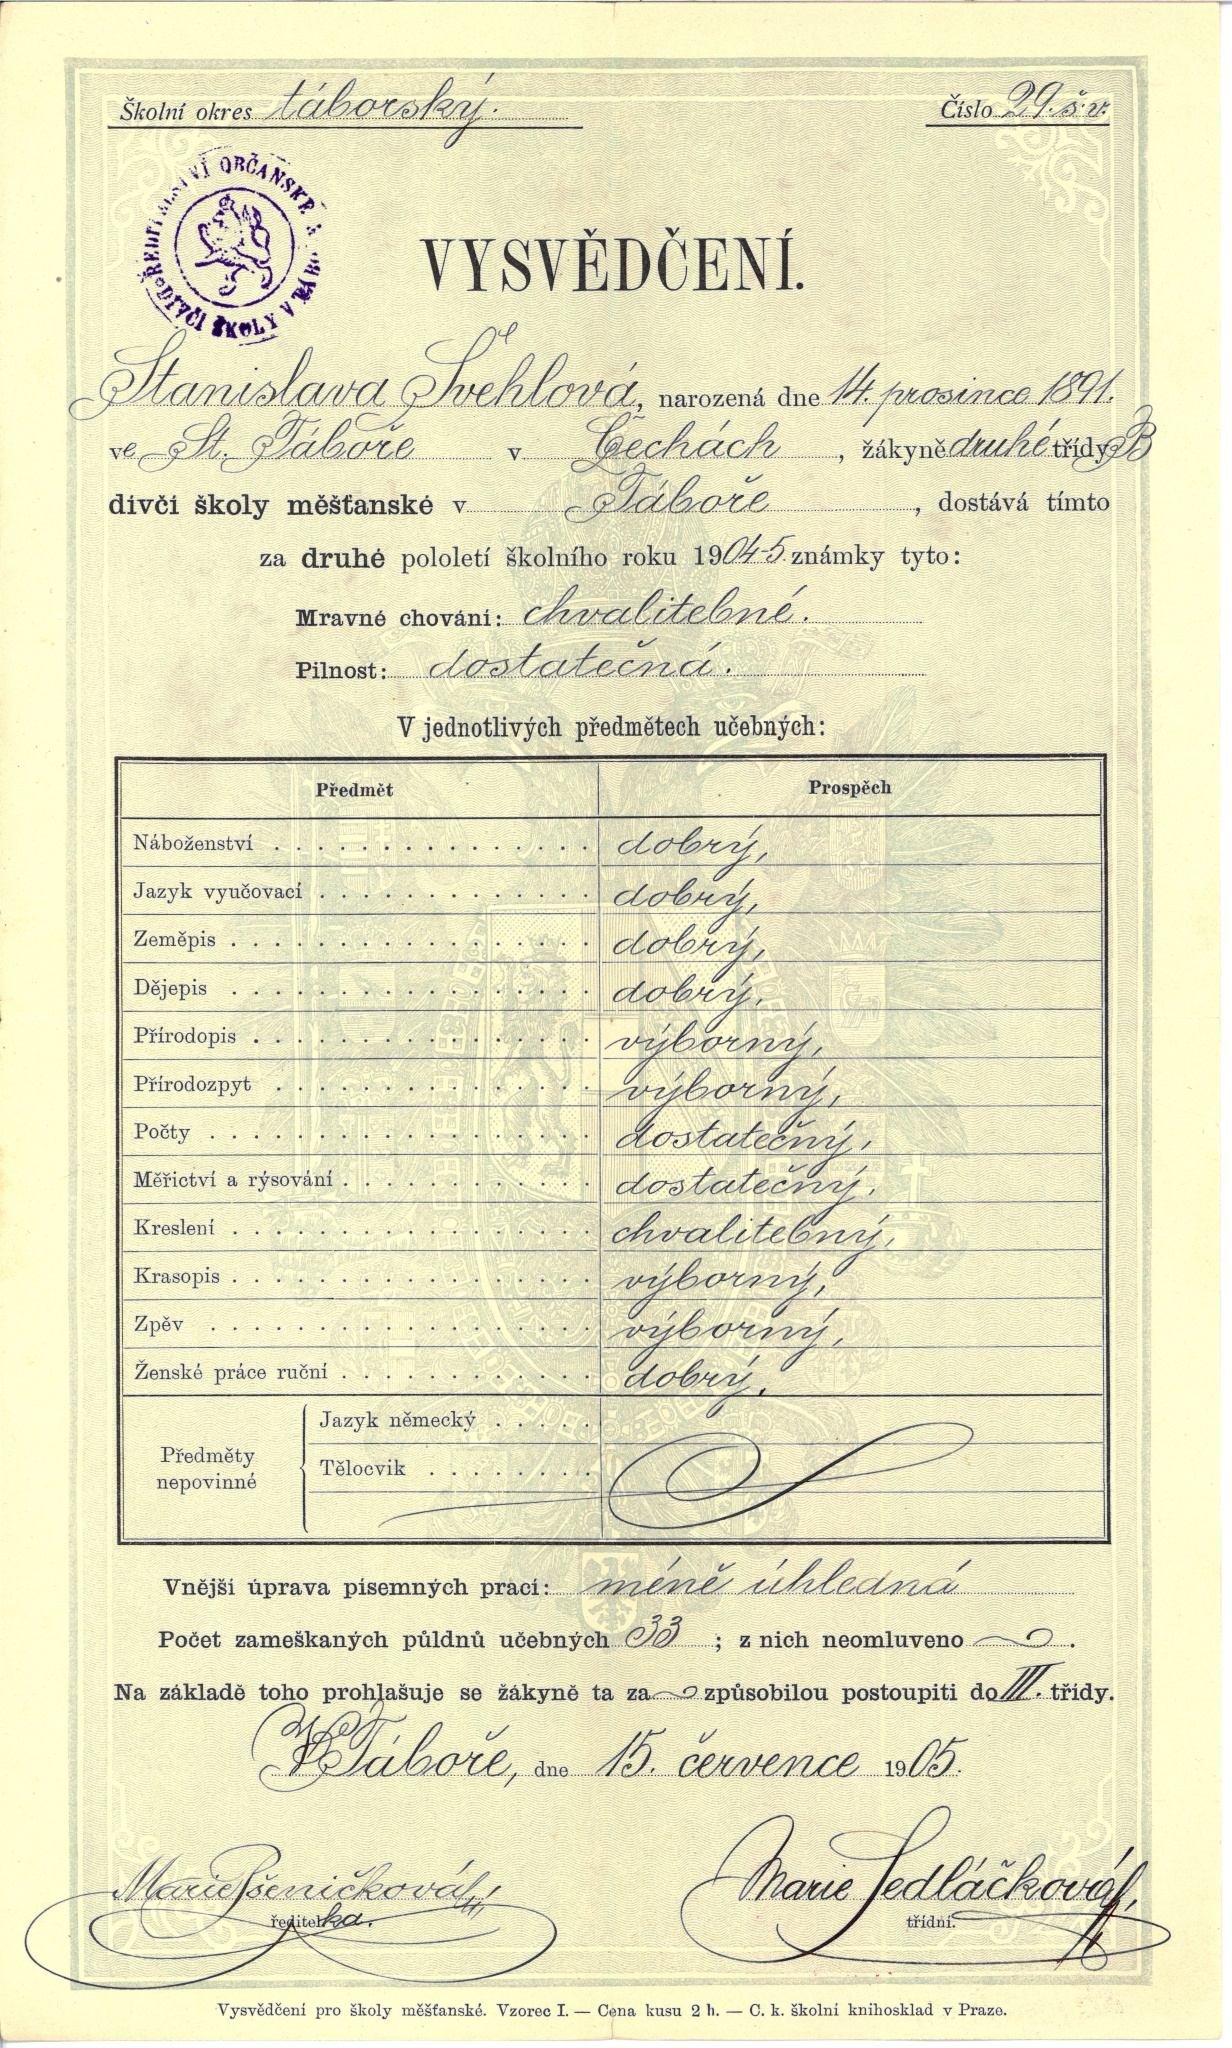 Školní okres táborský.
Číslo 29. š. v.
ŘEDITELSTVÍ OBČANSKÉ
DÍVČÍ ŠKOLY V TÁBO
VYSVĚDČENÍ.
Stanislava Švehlová, narozená dne 14. prosince 1891.
ve St. Táboře v Čechách, žákyně druhé třídy B
dívčí školy měšťanské v Táboře, dostává tímto
za druhé pololetí školního roku 1904-5. známky tyto:
Mravné chování: chvalitebné.
Pilnost: dostatečná.
V jednotlivých předmětech učebných:
Předmět Prospěch
Náboženství dobrý,
Jazyk vyučovací dobrý,
Zeměpis dobrý,
Dějepis dobrý,
Přírodopis výborný,
Přírodozpyt výborný,
Počty dostatečný,
Měřictví a rýsování dostatečný,
Kreslení chvalitebný,
Krasopis výborný,
Zpěv výborný,
Ženské práce ruční dobrý.
Předměty nepovinné
Jazyk německý
Tělocvik
Vnější úprava písemných prací: méně úhledná
Počet zameškaných půldnů učebných 33 ; z nich neomluveno .
Na základě toho prohlašuje se žákyně ta za způsobilou postoupiti do III. třídy.
V Táboře, dne 15. července 1905.
Marie Pšeničková
ředitelka.
Marie Sedláčková,
třídní.
Vysvědčení pro školy měšťanské. Vzorec I. — Cena kusu 2 h. — C. k. školní knihosklad v Praze.